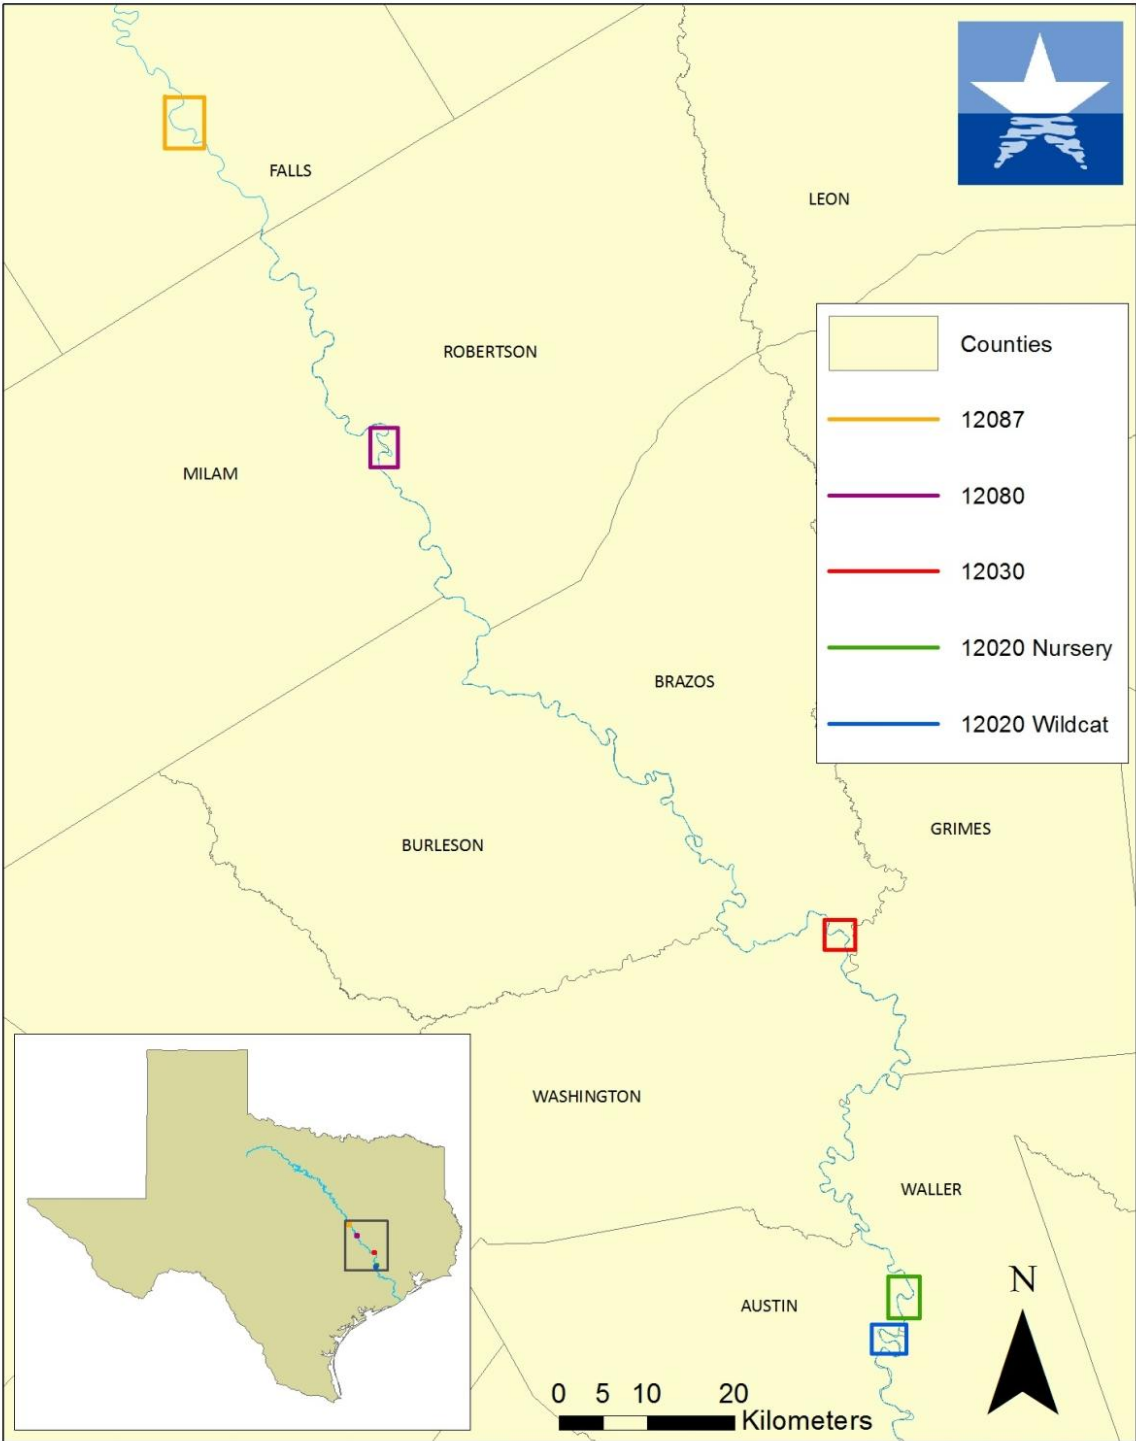 FALLS
LEON
ROBERTSON
MILAM
BRAZOS
BURLESON
GRIMES
WASHINGTON
WALLER
AUSTIN
Counties
12087
12080
12030
12020 Nursery
12020 Wildcat
N
0 5 10 20
Kilometers